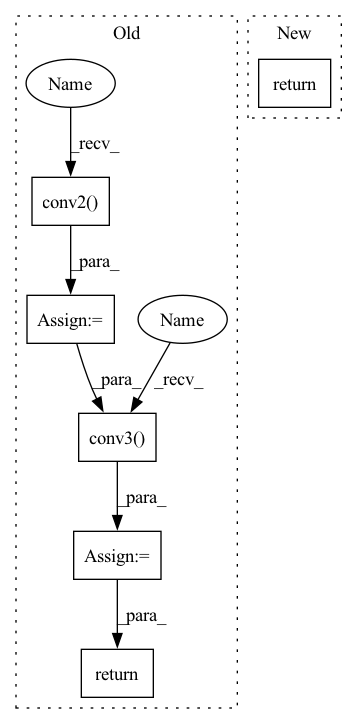 Old
New
Name
return
_recv_
conv2()
_para_
Assign:=
Name
_para_
_recv_
conv3()
_para_
Assign:=
_para_
return